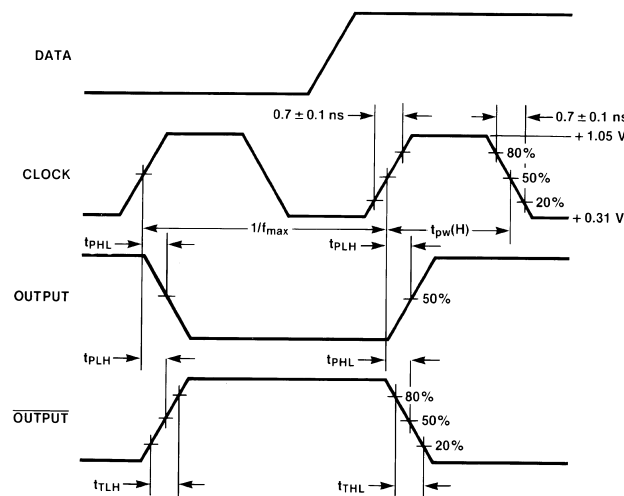 DATA
0.7 ± 0.1 ns
0.7 ± 0.1 ns
+ 1.05 V
80%
CLOCK
50%
20%
+ 0.31 V
1/fmax
tpw(H)
tPHL
tPLH
OUTPUT
50%
tPLH
tPHL
80%
OUTPUT
50%
20%
tTLH
tTHL